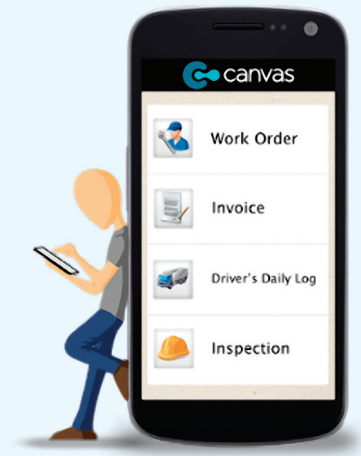 canvas
Work Order
Invoice
Driver's Daily Log
Inspection